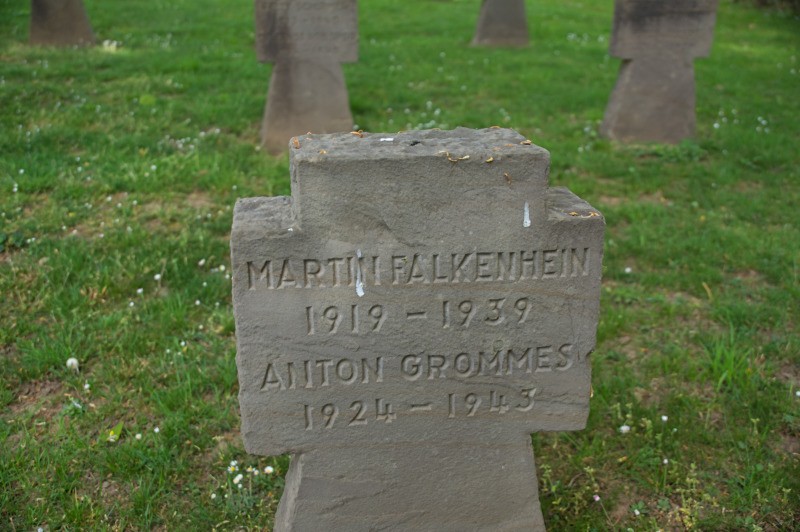 MARTIN FALKENHEIN
1919 – 1939
ANTON GROMMES
1924 – 1943